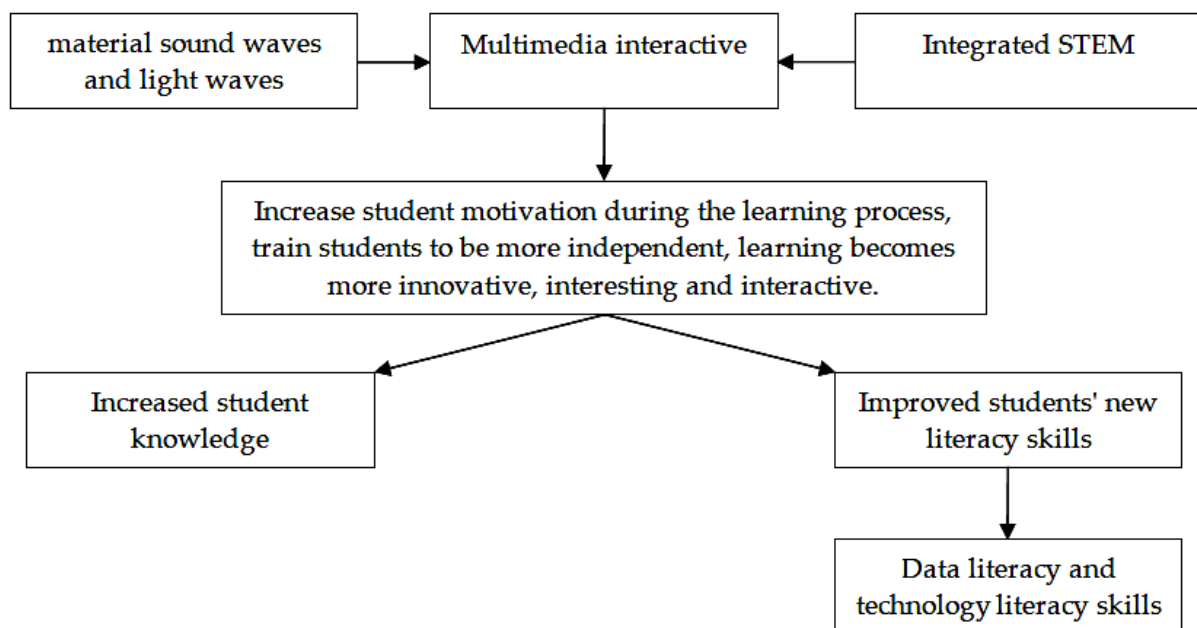 material sound waves
and light waves
Multimedia interactive
Integrated STEM
Increase student motivation during the learning process,
train students to be more independent, learning becomes
more innovative, interesting and interactive.
Increased student
knowledge
Improved students' new
literacy skills
Data literacy and
technology literacy skills